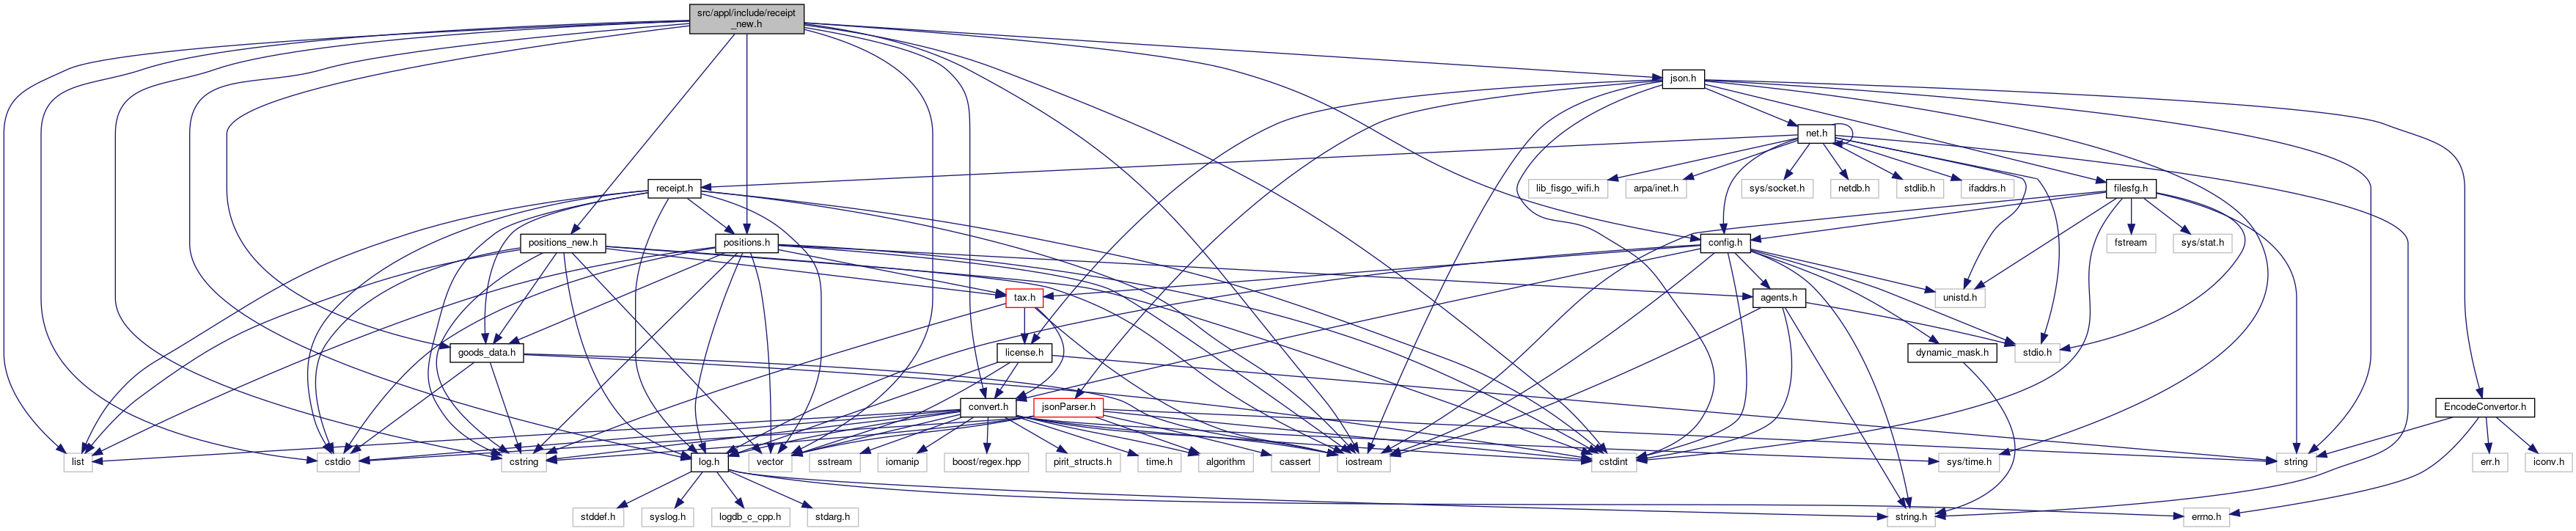 src/appl/include/receipt
_new.h
json.h
net.h
receipt.h
lib_fisgo_wifi.h
arpa/inet.h
sys/socket.h
netdb.h
stdlib.h
ifaddrs.h
filesfg.h
positions_new.h
positions.h
config.h
fstream
sys/stat.h
tax.h
agents.h
unistd.h
goods_data.h
license.h
dynamic_mask.h
stdio.h
convert.h
jsonParser.h
EncodeConvertor.h
list
cstdio
cstring
log.h
vector
sstream
iomanip
boost/regex.hpp
pirit_structs.h
time.h
algorithm
cassert
iostream
cstdint
sys/time.h
string
err.h
iconv.h
stddef.h
syslog.h
logdb_c_cpp.h
stdarg.h
string.h
errno.h